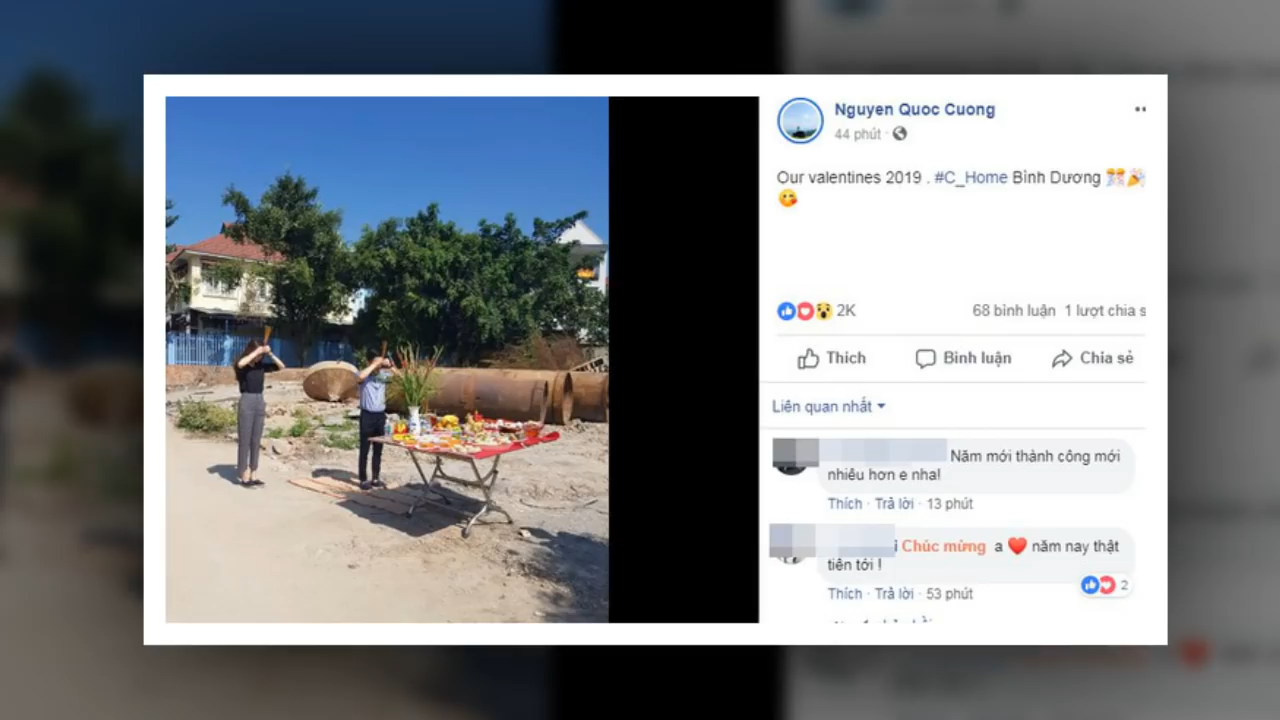 Nguyen Quoc Cuong
44 phút ·
Our valentines 2019 . #C_Home Bình Dương
2K
68 bình luận 1 lượt chia s
Thích Bình luận Chia sẻ
Liên quan nhất
Năm mới thành công mới
nhiều hơn e nha!
Thích · Trả lời · 13 phút
i Chúc mừng a ❤ năm nay thật
tiến tới !
2
Thích · Trả lời · 53 phút